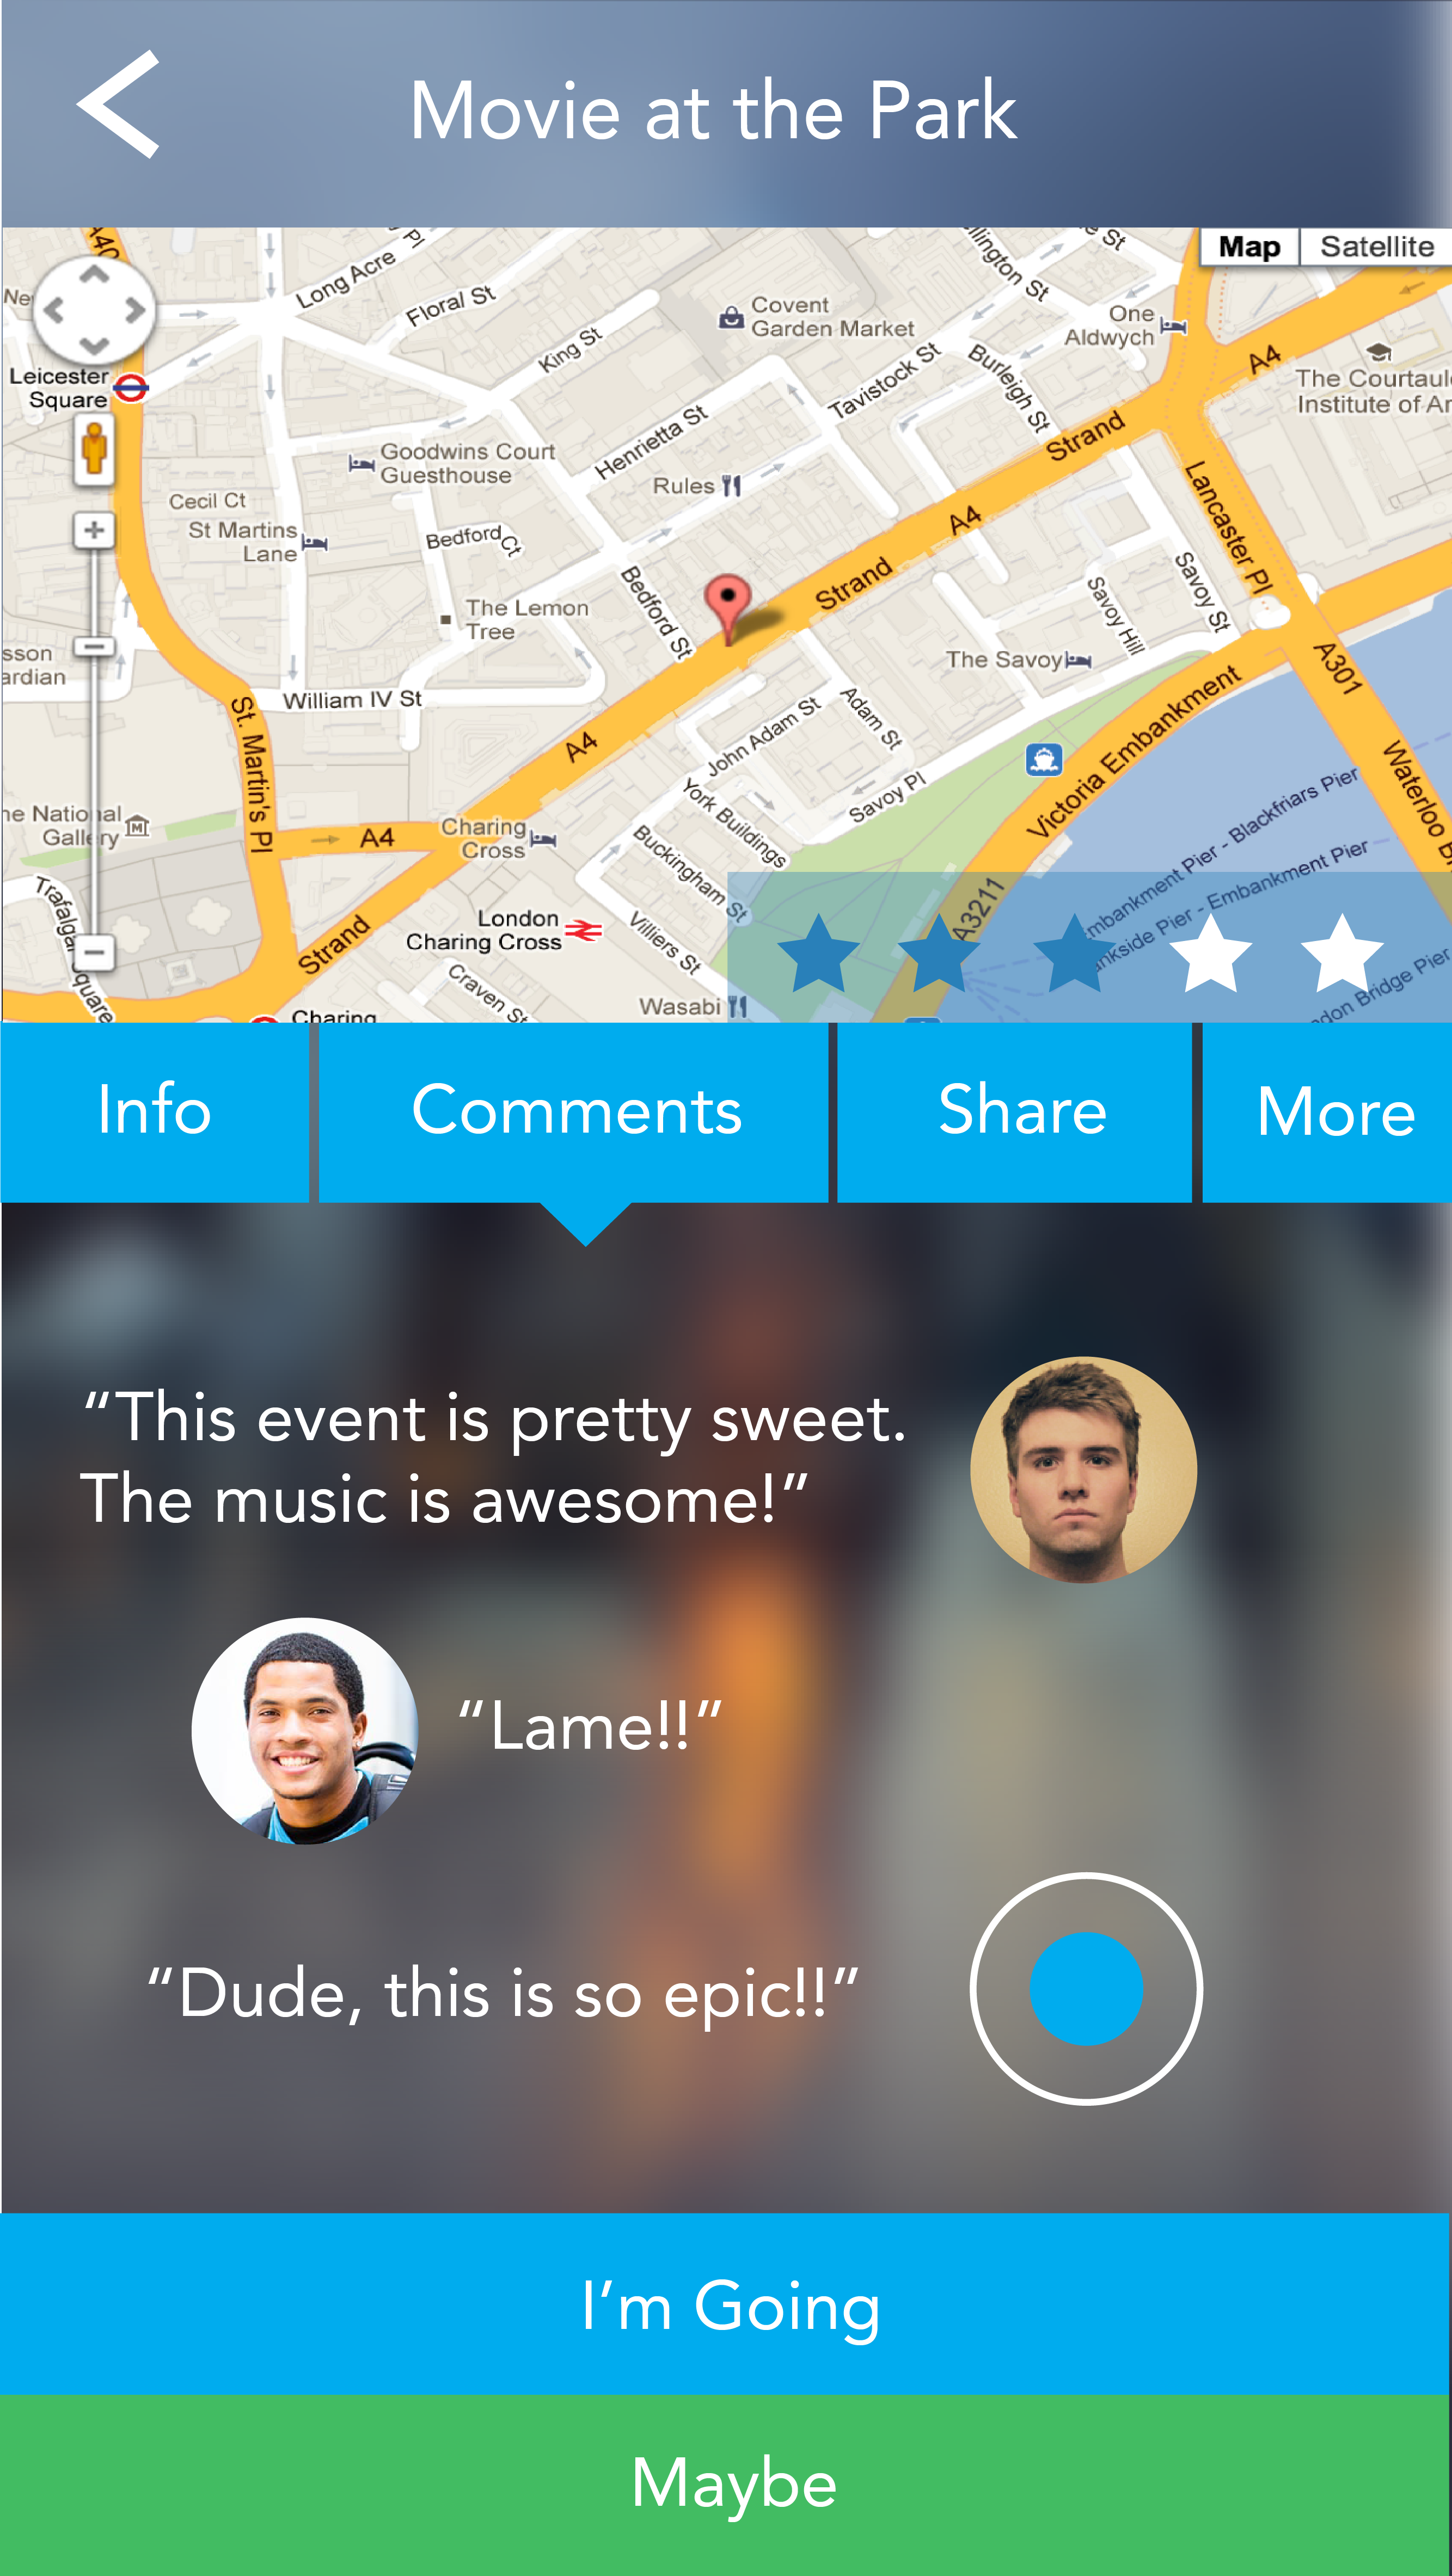 Movie at the Park
A40
Long Acre
Pl
Floral St
King St
Covent
Garden Market
Map
Satellite
One
Aldwych
A4
The Courtaul
Institute of Ar
Leicester
Square
Tavistock St
Burleigh St
Henrietta St
Strand
Goodwins Court
Guesthouse
Rules
Cecil Ct
St Martins
Lane
Bedford Ct
A4
Lancaster Pl
Strand
Bedford St
Savoy St
Savoy Hill
The Lemon
Tree
The Savoy
A301
William IV St
St. Martin's Pl
John Adam St
Adam St
A4
Savoy Pl
Victoria Embankment
York Buildings
Waterloo B
The National
Gallery
A4
Charing
Cross
Buckingham St
mbankment Pier - Blackfriars Pier
nkside Pier - Embankment Pier
A3211
Trafalgar Square
Strand
London
Charing Cross
Villiers St
Craven St
Wasabi
ndon Bridge Pier
Charing
Info
Comments
Share
More
“This event is pretty sweet.
The music is awesome!”
“Lame!!”
“Dude, this is so epic!!”
I’m Going
Maybe